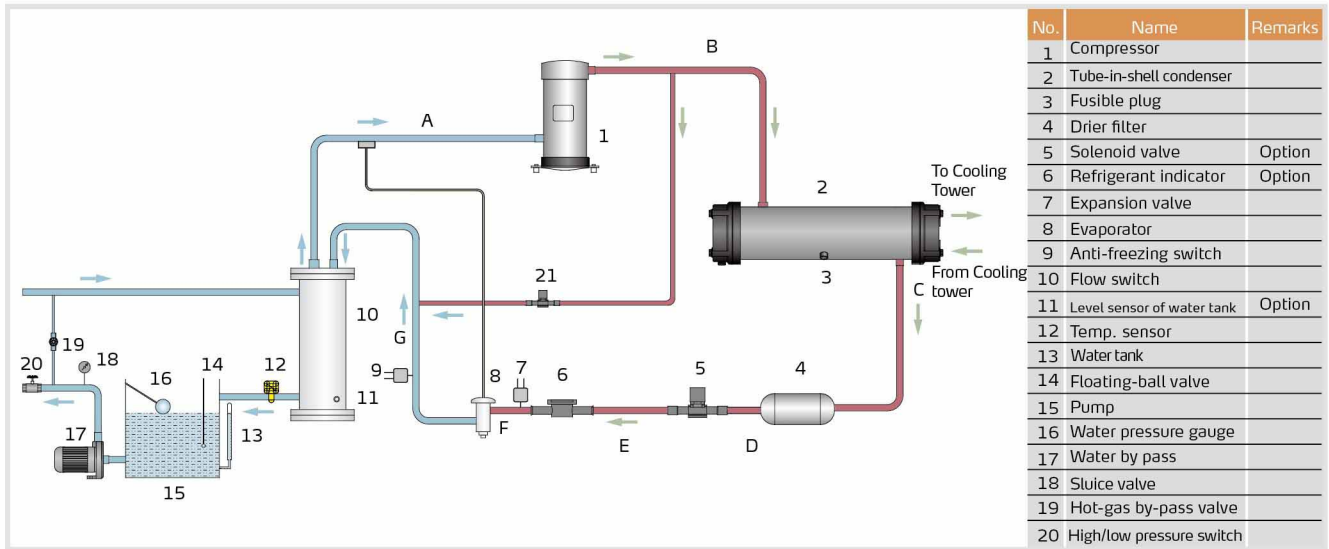 B
A
1
To Cooling
Tower
2
From Cooling
tower
3
C
21
10
G
19
20
18
14
12
9
16
7
8
6
5
4
11
17
13
F
E
D
15
No. Name Remarks
1 Compressor
2 Tube-in-shell condenser
3 Fusible plug
4 Drier filter
5 Solenoid valve Option
6 Refrigerant indicator Option
7 Expansion valve
8 Evaporator
9 Anti-freezing switch
10 Flow switch
11 Level sensor of water tank Option
12 Temp. sensor
13 Water tank
14 Floating-ball valve
15 Pump
16 Water pressure gauge
17 Water by pass
18 Sluice valve
19 Hot-gas by-pass valve
20 High/low pressure switch